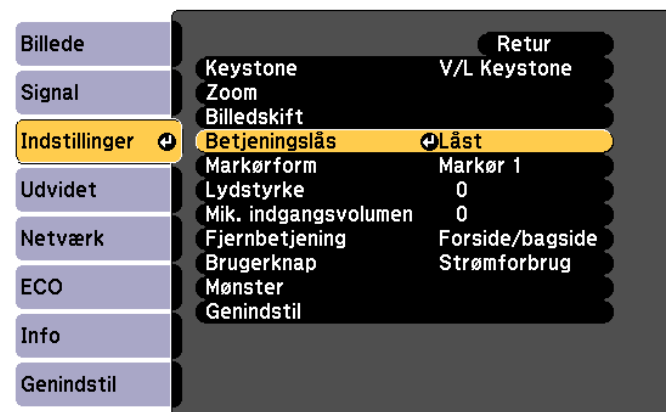 Billede
Signal
Indstillinger
Udvidet
Netværk
ECO
Info
Genindstil
Retur
Keystone V/L Keystone
Zoom
Billedskift
Betjeningslås Låst
Markørform Markør 1
Lydstyrke 0
Mik. indgangsvolumen 0
Fjernbetjening Forside/bagside
Brugerknap Strømforbrug
Mønster
Genindstil